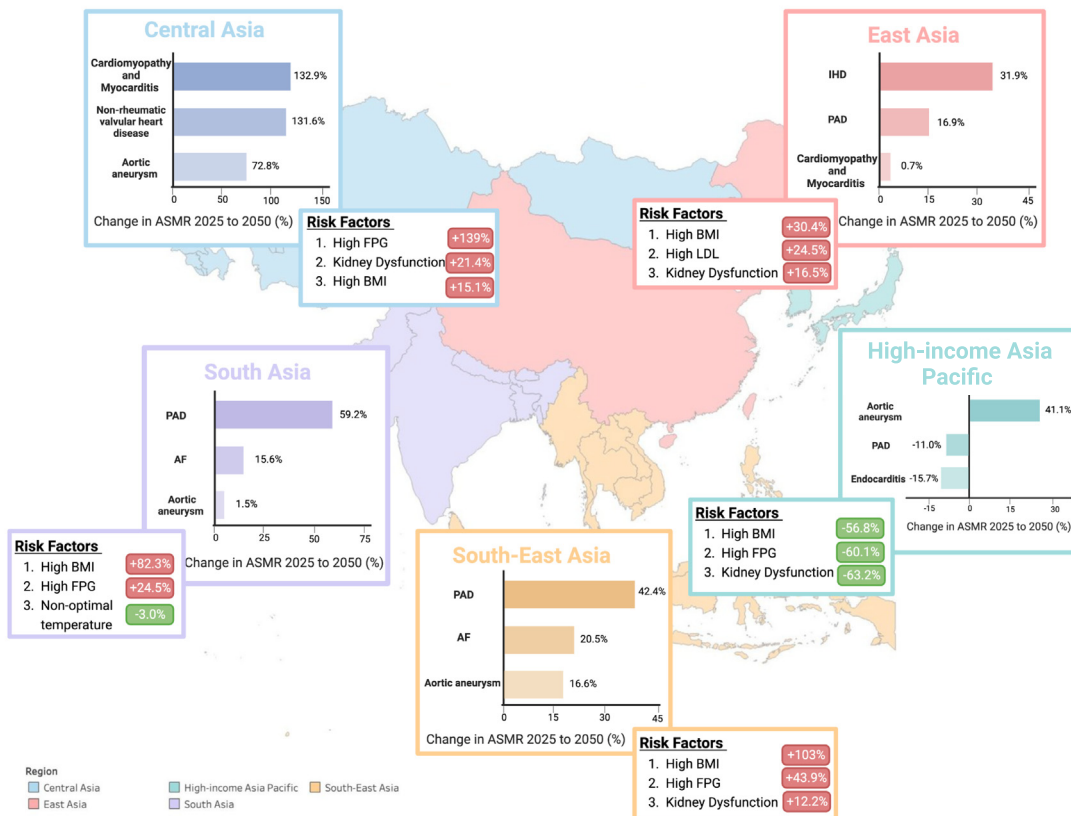 Central Asia
Cardiomyopathy
and
Myocarditis
132.9%
Non-rheumatic
valvular heart
disease
131.6%
Aortic
aneurysm
72.8%
0 50 100 150
Change in ASMR 2025 to 2050 (%)
Risk Factors
1. High FPG +139%
2. Kidney Dysfunction +21.4%
3. High BMI +15.1%
East Asia
IHD 31.9%
PAD 16.9%
Cardiomyopathy
and
Myocarditis
0.7%
0 15 30 45
Change in ASMR 2025 to 2050 (%)
Risk Factors
1. High BMI +30.4%
2. High LDL +24.5%
3. Kidney Dysfunction +16.5%
South Asia
PAD 59.2%
AF 15.6%
Aortic
aneurysm
1.5%
0 25 50 75
Change in ASMR 2025 to 2050 (%)
Risk Factors
1. High BMI +82.3%
2. High FPG +24.5%
3. Non-optimal
temperature
-3.0%
High-income Asia
Pacific
Aortic
aneurysm
41.1%
PAD -11.0%
Endocarditis -15.7%
-15 0 15 30
Change in ASMR 2025 to 2050 (%)
Risk Factors
1. High BMI -56.8%
2. High FPG -60.1%
3. Kidney Dysfunction -63.2%
South-East Asia
PAD 42.4%
AF 20.5%
Aortic aneurysm 16.6%
0 15 30 45
Change in ASMR 2025 to 2050 (%)
Risk Factors
1. High BMI +103%
2. High FPG +43.9%
3. Kidney Dysfunction +12.2%
Region
Central Asia High-income Asia Pacific South-East Asia
East Asia South Asia